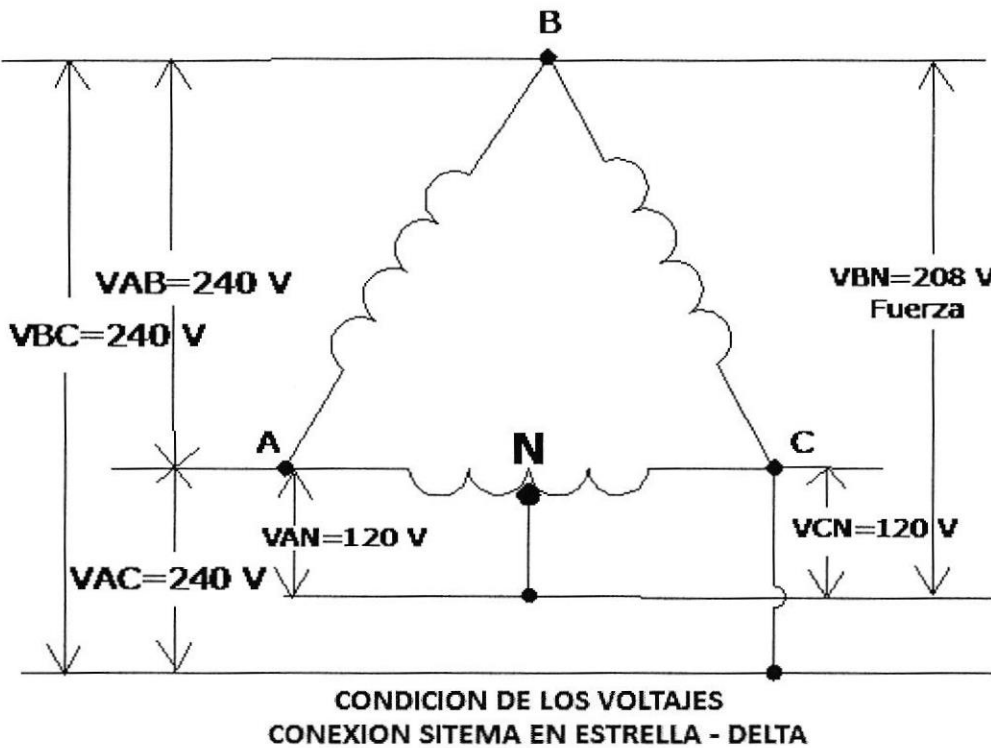 B
VAB=240 V
VBC=240 V
VBN=208 V
Fuerza
A
N
C
VAN=120 V
VCN=120 V
VAC=240 V
CONDICION DE LOS VOLTAJES
CONEXION SITEMA EN ESTRELLA - DELTA